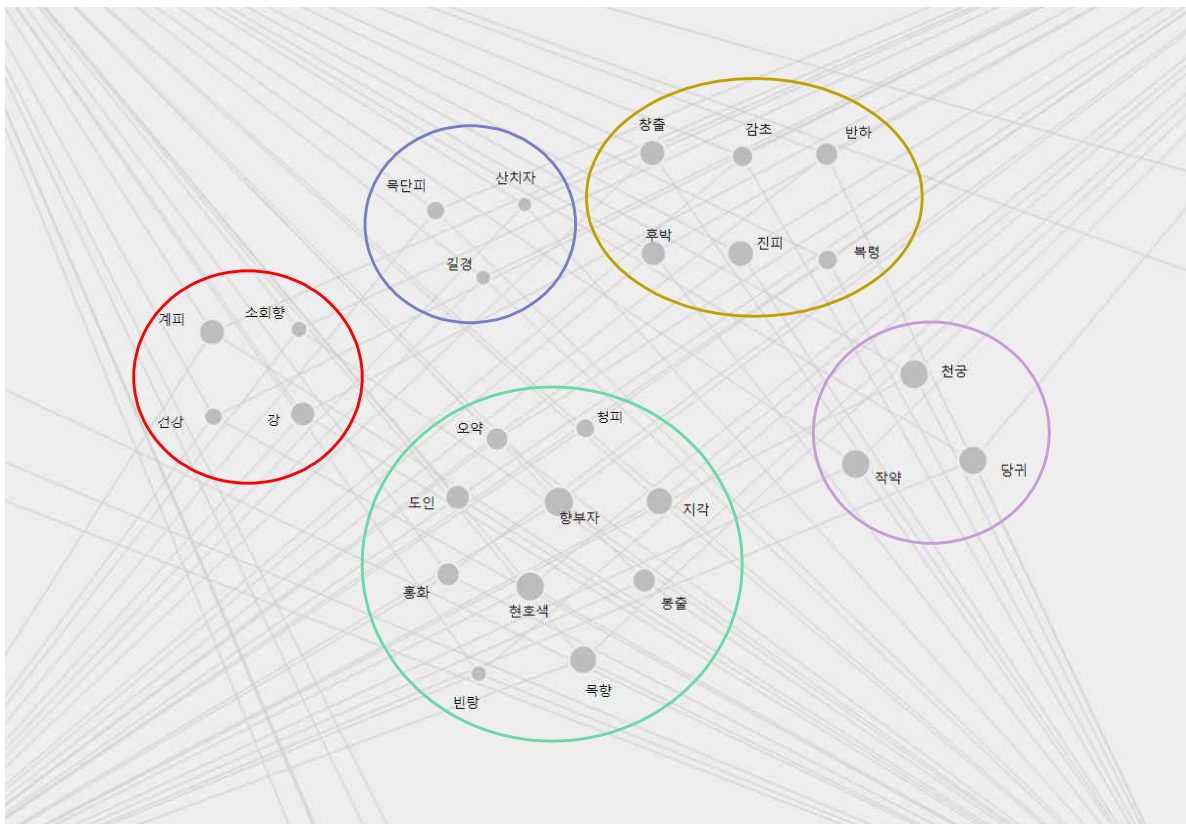 창출
감초
반하
후박
진피
복령
목단피
산치자
길경
계피
소회향
건강
강
천궁
작약
당귀
오약
청피
도인
향부자
지각
홍화
현호색
봉출
빈랑
목향